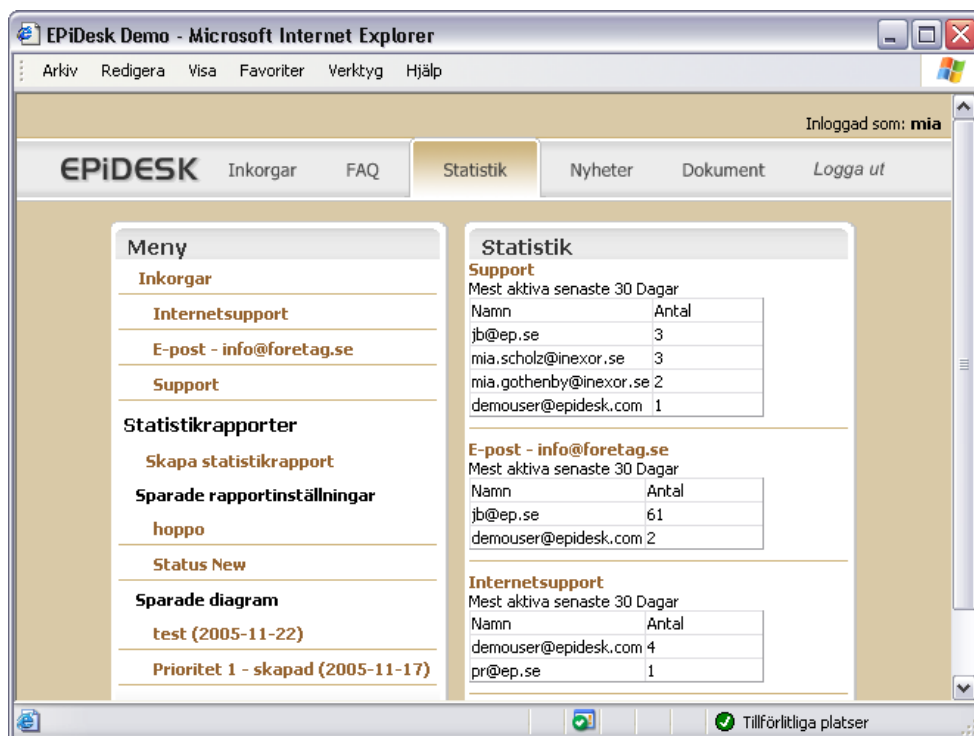 EPiDesk Demo - Microsoft Internet Explorer
Arkiv Redigera Visa Favoriter Verktyg Hjälp
Inloggad som: mia
EPiDESK Inkorgar FAQ Statistik Nyheter Dokument Logga ut
Meny
Inkorgar
Internetsupport
E-post - info@foretag.se
Support
Statistikrapporter
Skapa statistikrapport
Sparade rapportinställningar
hoppo
Status New
Sparade diagram
test (2005-11-22)
Prioritet 1 - skapad (2005-11-17)
Statistik
Support
Mest aktiva senaste 30 Dagar
Namn Antal
jb@ep.se 3
mia.scholz@inexor.se 3
mia.gothenby@inexor.se 2
demouser@epidesk.com 1
E-post - info@foretag.se
Mest aktiva senaste 30 Dagar
Namn Antal
jb@ep.se 61
demouser@epidesk.com 2
Internetsupport
Mest aktiva senaste 30 Dagar
Namn Antal
demouser@epidesk.com 4
pr@ep.se 1
Tillförlitliga platser